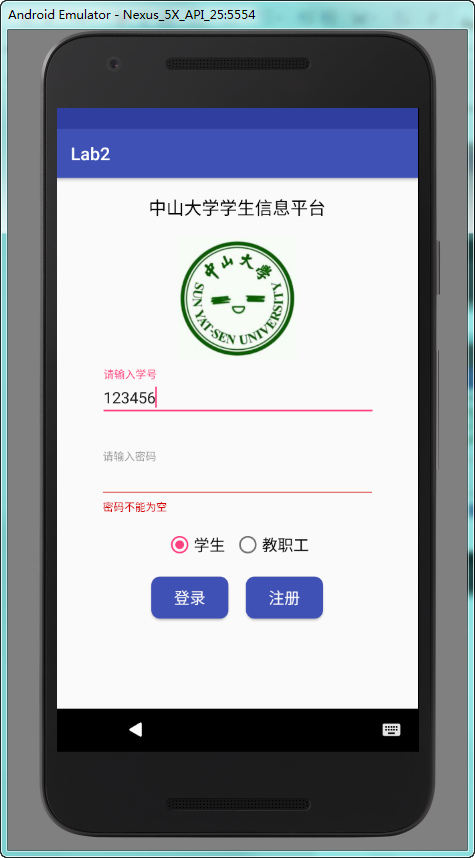 Android Emulator - Nexus_5X_API_25:5554
Lab2
中山大学学生信息平台
中山大学
SUN YAT-SEN UNIVERSITY
请输入学号
123456
请输入密码
密码不能为空
学生 教职工
登录 注册